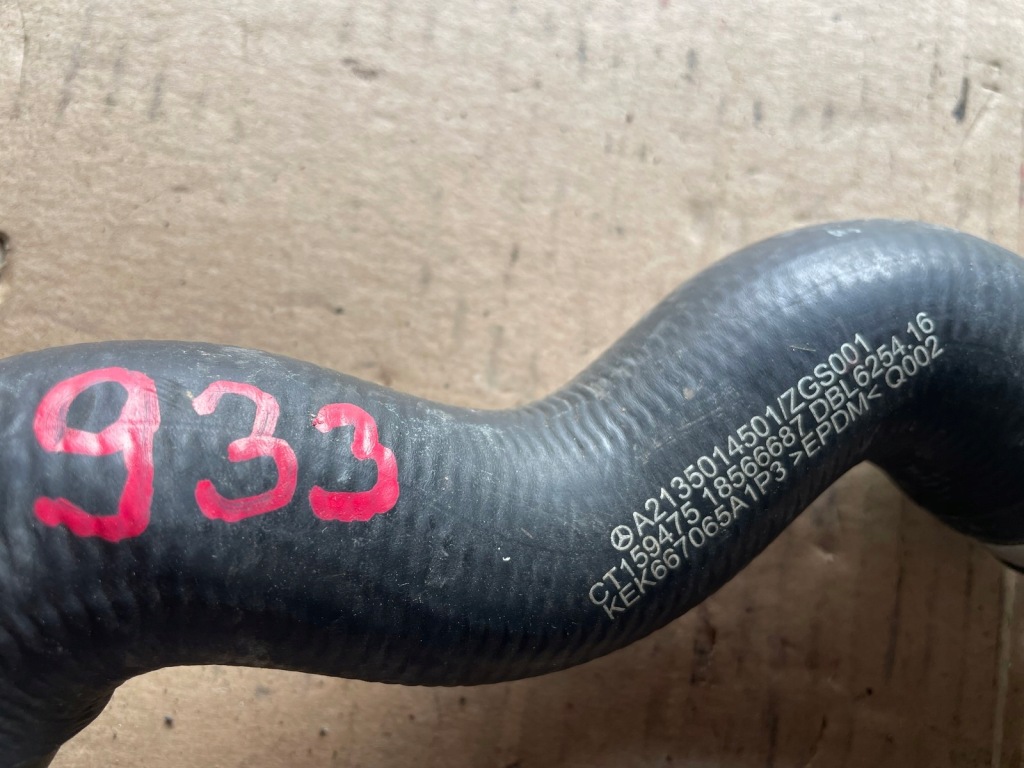 933
A2135014501/ZGS001
CT159475 18566687 DBL6254.16
KEK667065A1P3 >EPDM< Q002